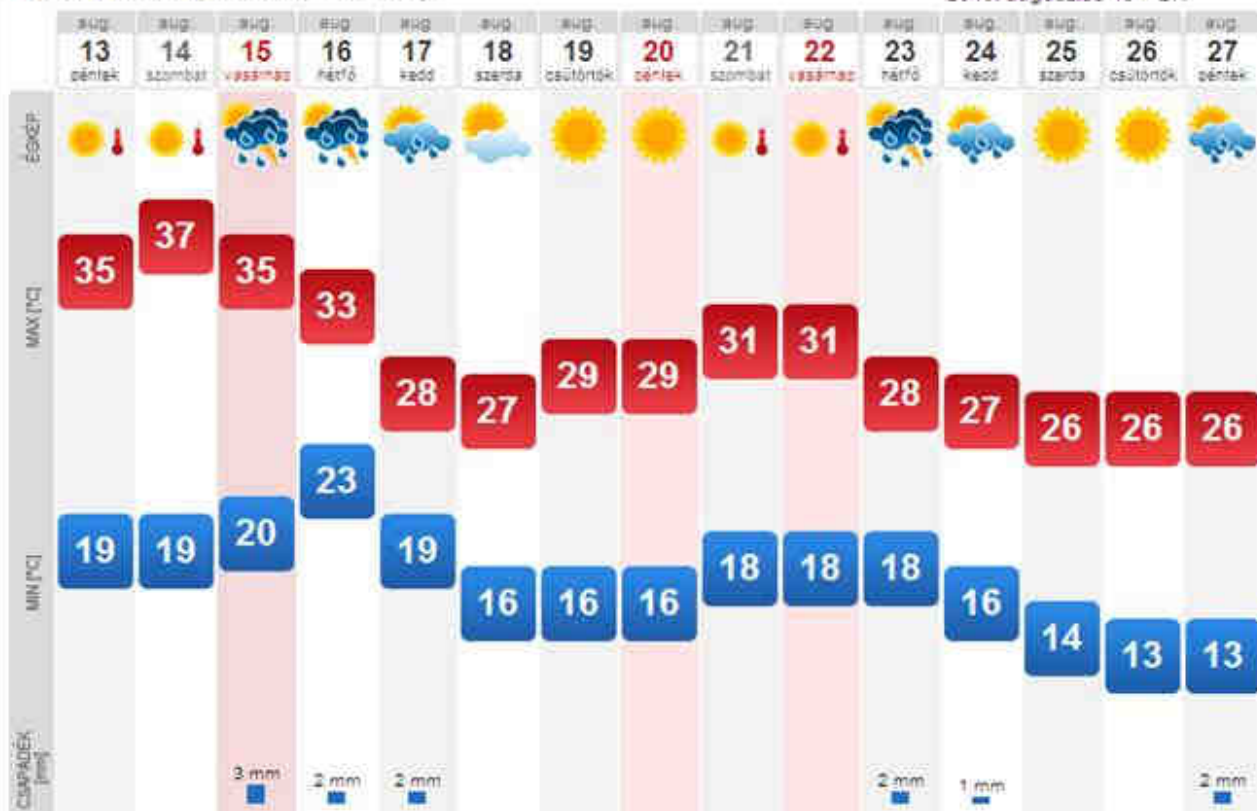 aug. aug. aug. aug. aug. aug. aug. aug. aug. aug. aug. aug. aug. aug. aug.
13 14 15 16 17 18 19 20 21 22 23 24 25 26 27
péntek szombat vasárnap hétfő kedd szerda csütörtök péntek szombat vasárnap hétfő kedd szerda csütörtök péntek
ÉGKÉP
MAX [°C]
35 37 35 33 28 27 29 29 31 31 28 27 26 26 26
MIN [°C]
19 19 20 23 19 16 16 16 18 18 18 16 14 13 13
CSAPADÉK
[mm]
3 mm 2 mm 2 mm 2 mm 1 mm 2 mm